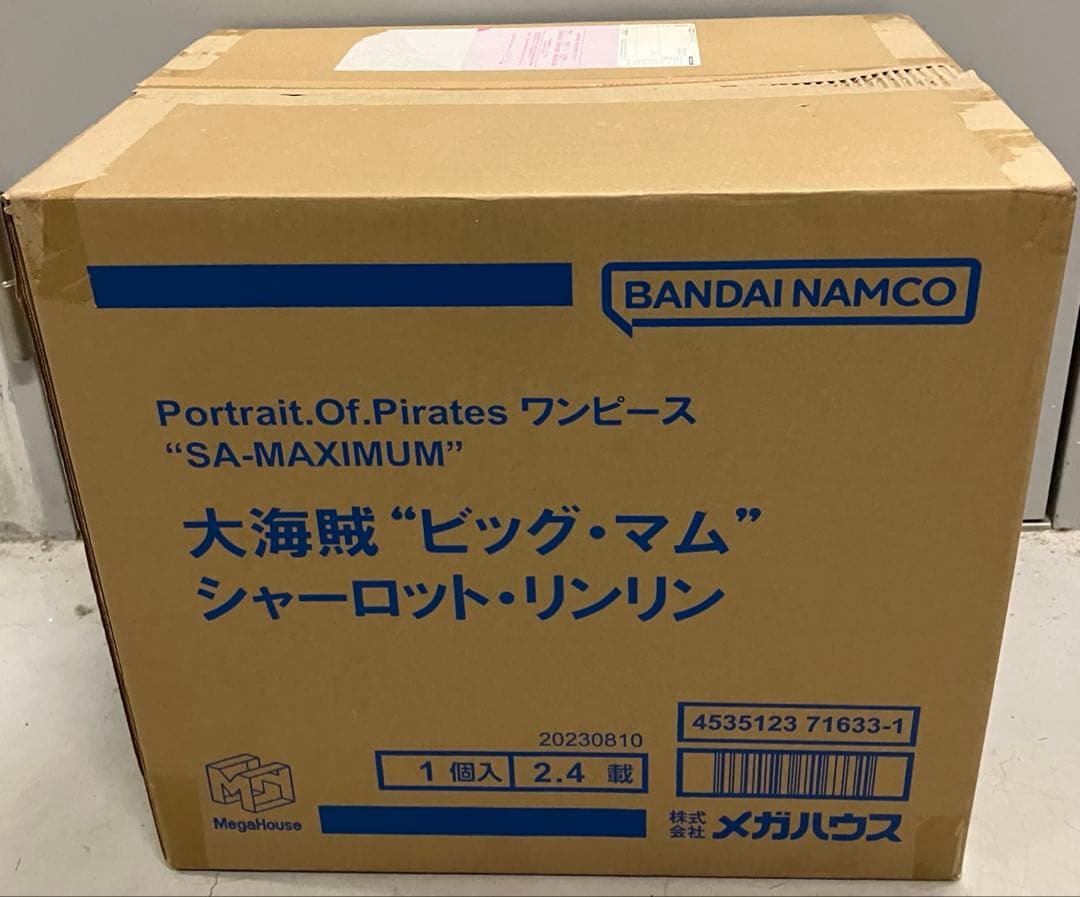 BANDAI NAMCO
Portrait.Of.Pirates ワンピース
“SA-MAXIMUM”
大海賊“ビッグ・マム”
シャーロット・リンリン
4535123 71633-1
20230810
1個入 2.4 載
MegaHouse
株式会社 メガハウス